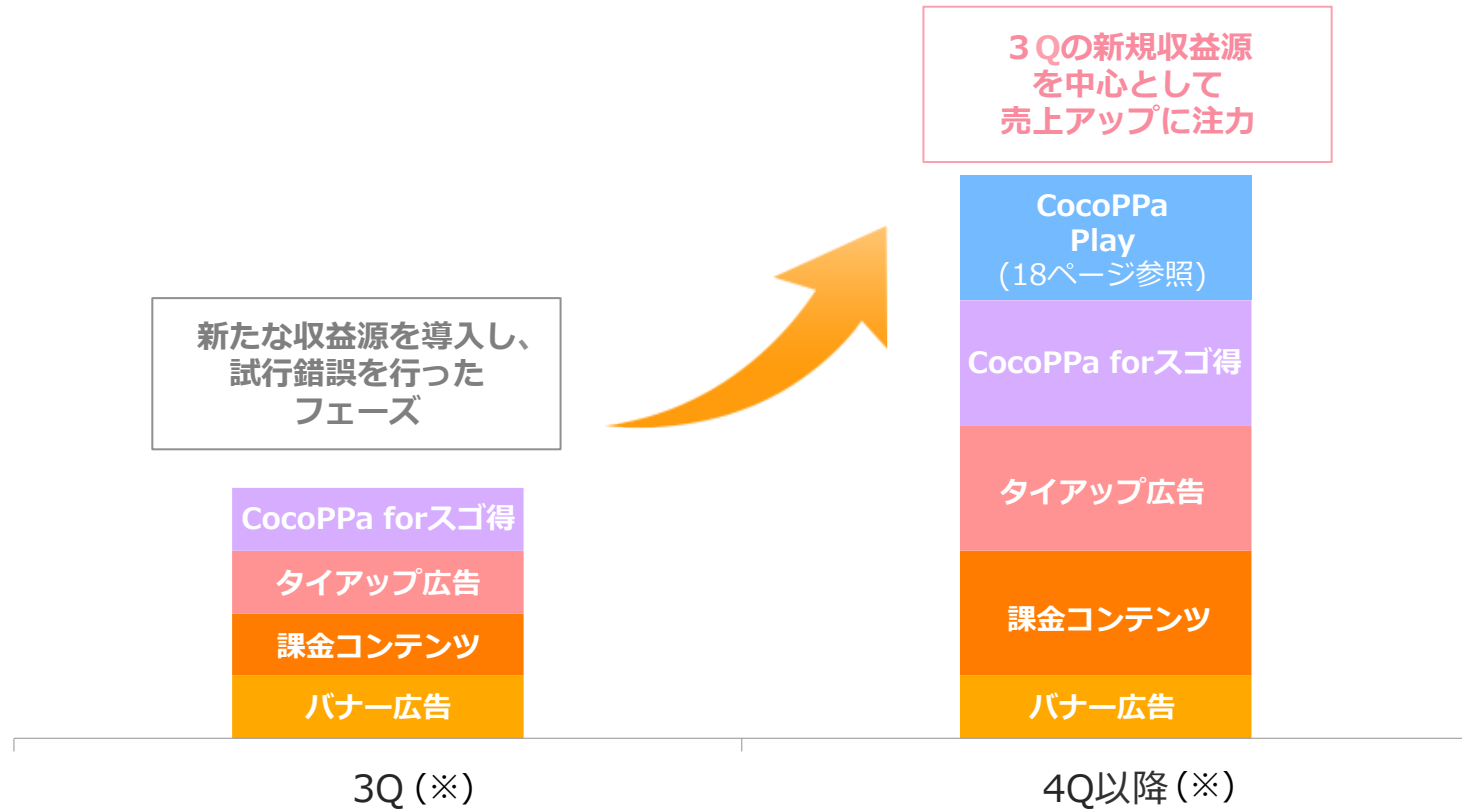 ３Qの新規収益源
を中心として
売上アップに注力
CocoPPa
Play
(18ページ参照)
CocoPPa forスゴ得
タイアップ広告
課金コンテンツ
バナー広告
新たな収益源を導入し、
試行錯誤を行った
フェーズ
CocoPPa forスゴ得
タイアップ広告
課金コンテンツ
バナー広告
3Q（※）
4Q以降（※）